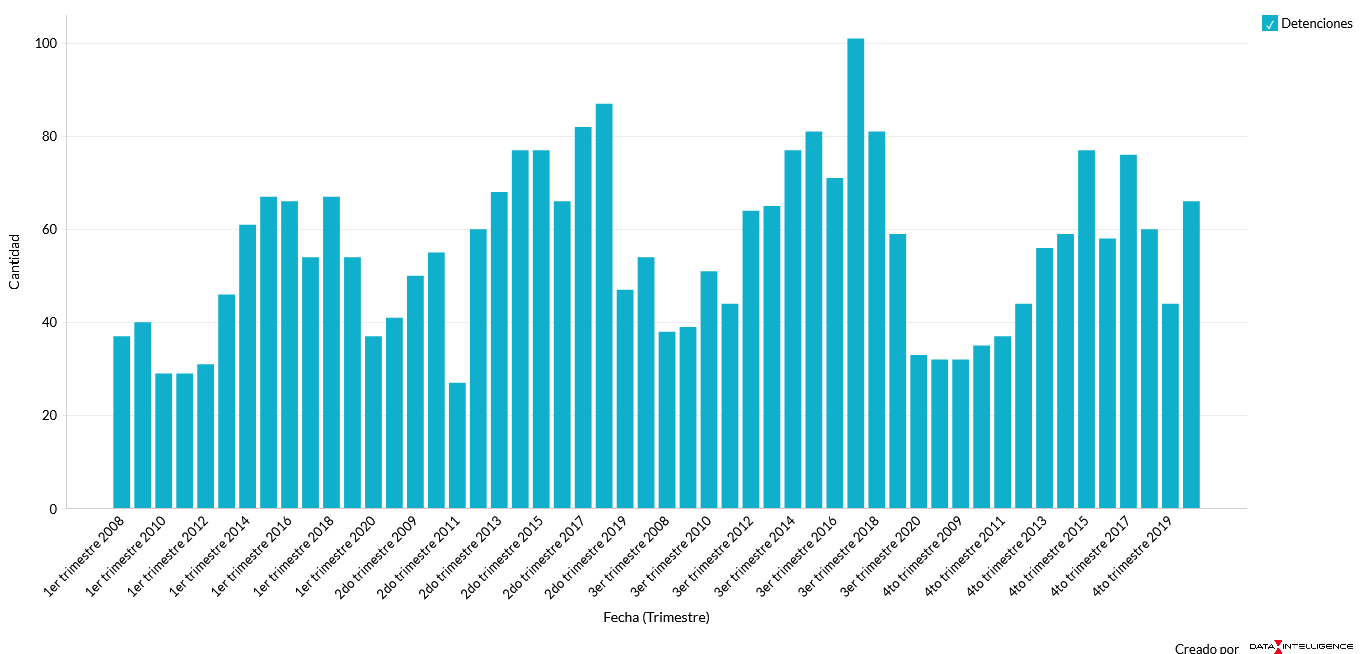 Detenciones
100
80
60
40
20
0
Cantidad
1er trimestre 2008
1er trimestre 2010
1er trimestre 2012
1er trimestre 2014
1er trimestre 2016
1er trimestre 2018
1er trimestre 2020
2do trimestre 2009
2do trimestre 2011
2do trimestre 2013
2do trimestre 2015
2do trimestre 2017
2do trimestre 2019
3er trimestre 2008
3er trimestre 2010
3er trimestre 2012
3er trimestre 2014
3er trimestre 2016
3er trimestre 2018
3er trimestre 2020
4to trimestre 2009
4to trimestre 2011
4to trimestre 2013
4to trimestre 2015
4to trimestre 2017
4to trimestre 2019
Fecha (Trimestre)
Creado por DATA INTELLIGENCE